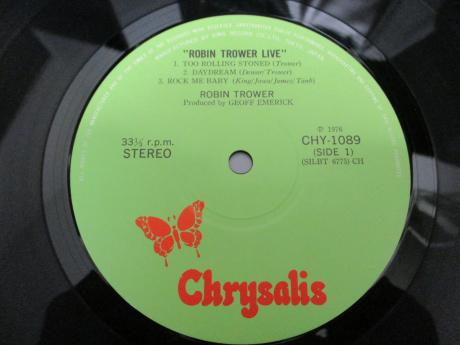 "ROBIN TROWER LIVE"
1. TOO ROLLING STONED (Trower)
2. DAYDREAM (Dewar/Trower)
3. ROCK ME BABY (King/Josea/James/Taub)
ROBIN TROWER
Produced by GEOFF EMERICK
33⅓ r.p.m.
STEREO
Ⓟ 1976
CHY-1089
(SIDE 1)
(SILBT 6775) CH
Chrysalis